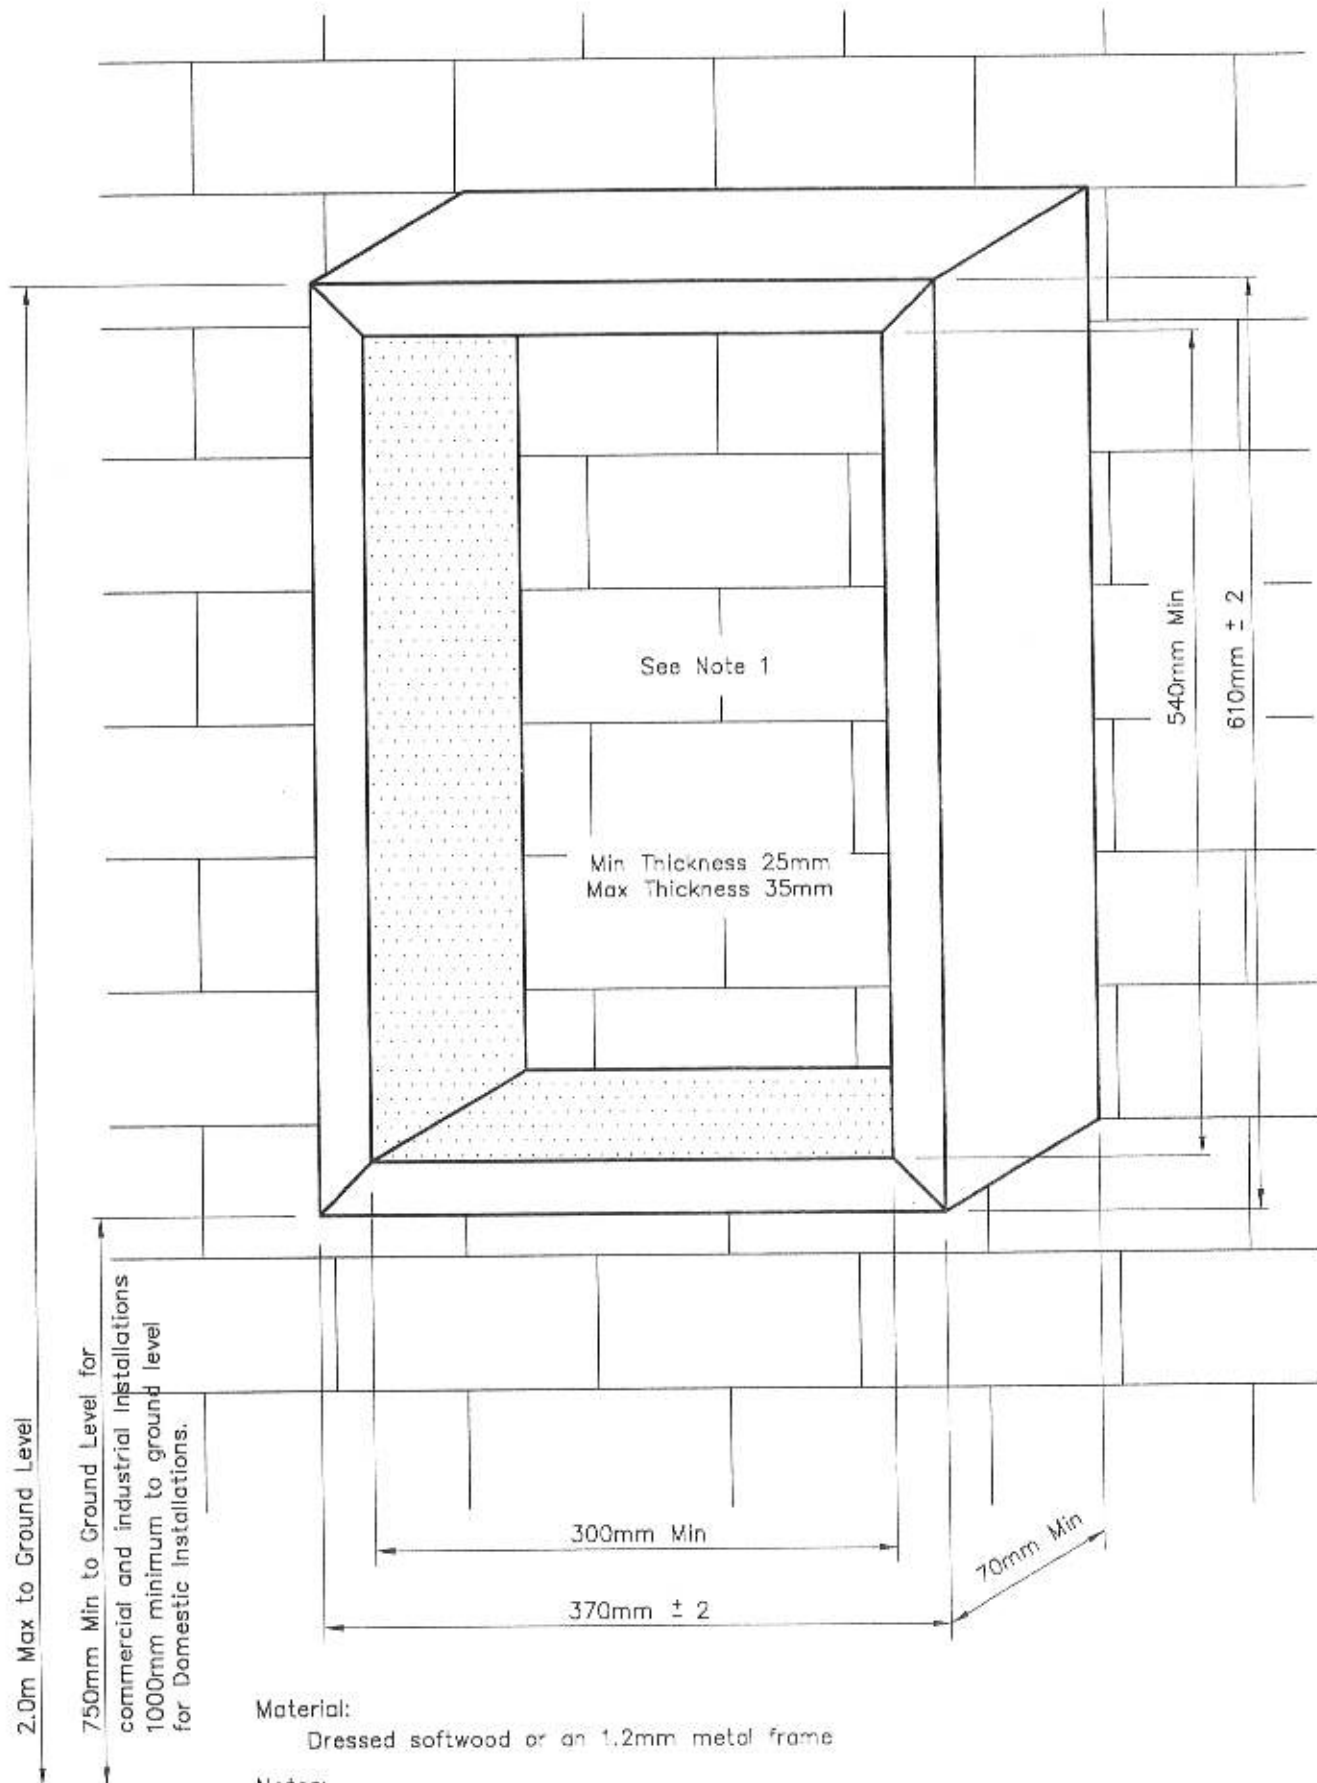 See Note 1
Min Thickness 25mm
Max Thickness 35mm
540mm Min
610mm ± 2
2.0m Max to Ground Level
750mm Min to Ground Level for
commercial and industrial Installations
1000mm minimum to ground level
for Domestic Installations.
300mm Min
370mm ± 2
70mm Min
Material:
Dressed softwood or an 1.2mm metal frame
Notes: